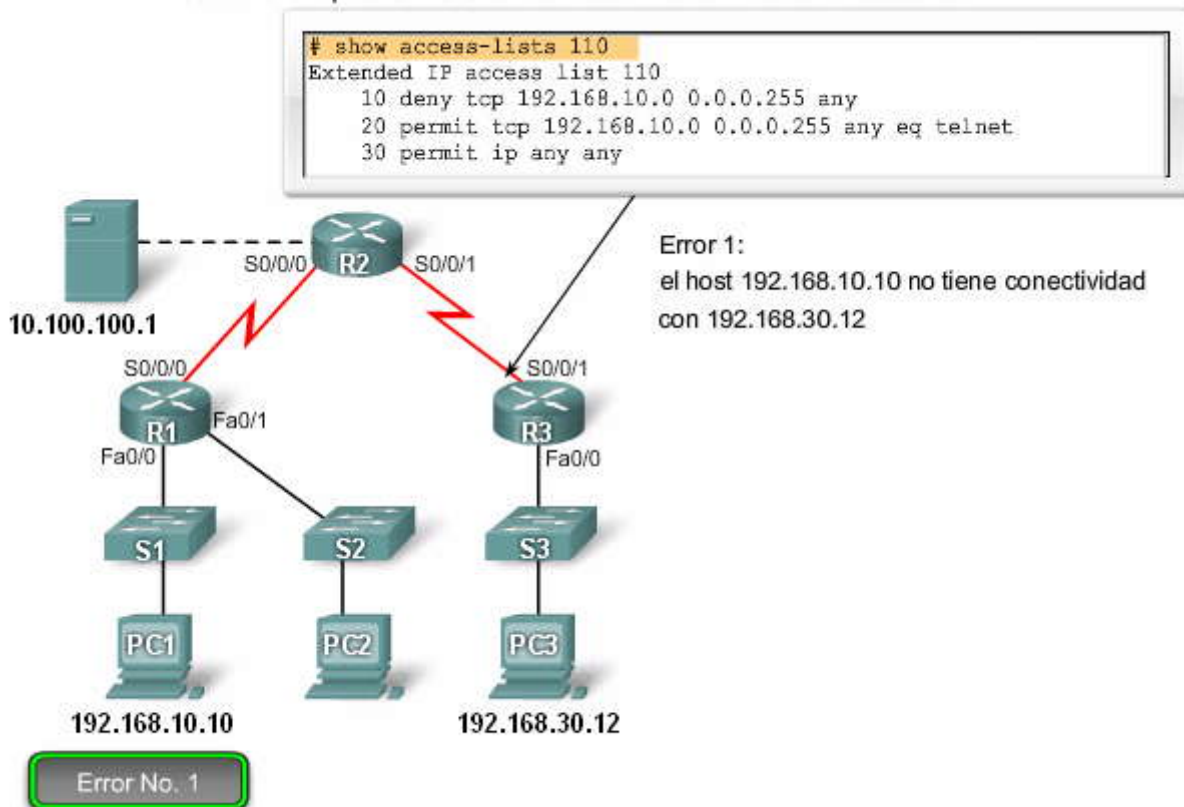 # show access-lists 110
Extended IP access list 110
10 deny tcp 192.168.10.0 0.0.0.255 any
20 permit tcp 192.168.10.0 0.0.0.255 any eq telnet
30 permit ip any any
Error 1:
el host 192.168.10.10 no tiene conectividad
con 192.168.30.12
S0/0/0
R2
S0/0/1
10.100.100.1
S0/0/0
S0/0/1
R1
Fa0/1
R3
Fa0/0
Fa0/0
S1
S2
S3
PC1
PC2
PC3
192.168.10.10
192.168.30.12
Error No. 1